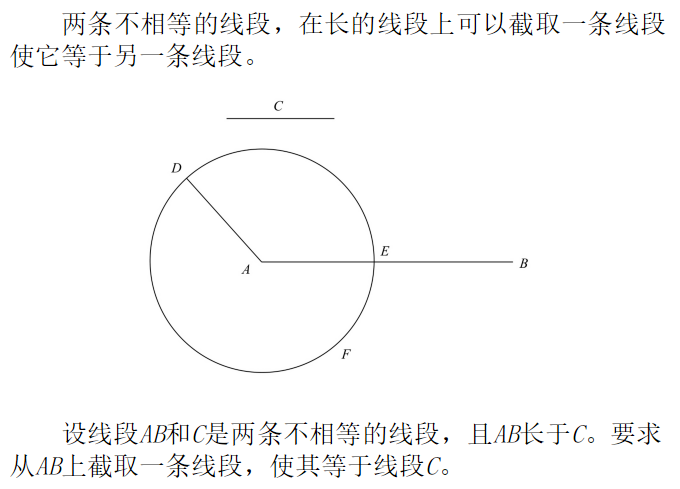 两条不相等的线段，在长的线段上可以截取一条线段
使它等于另一条线段。
C
D
E
A
B
F
设线段AB和C是两条不相等的线段，且AB长于C。要求
从AB上截取一条线段，使其等于线段C。